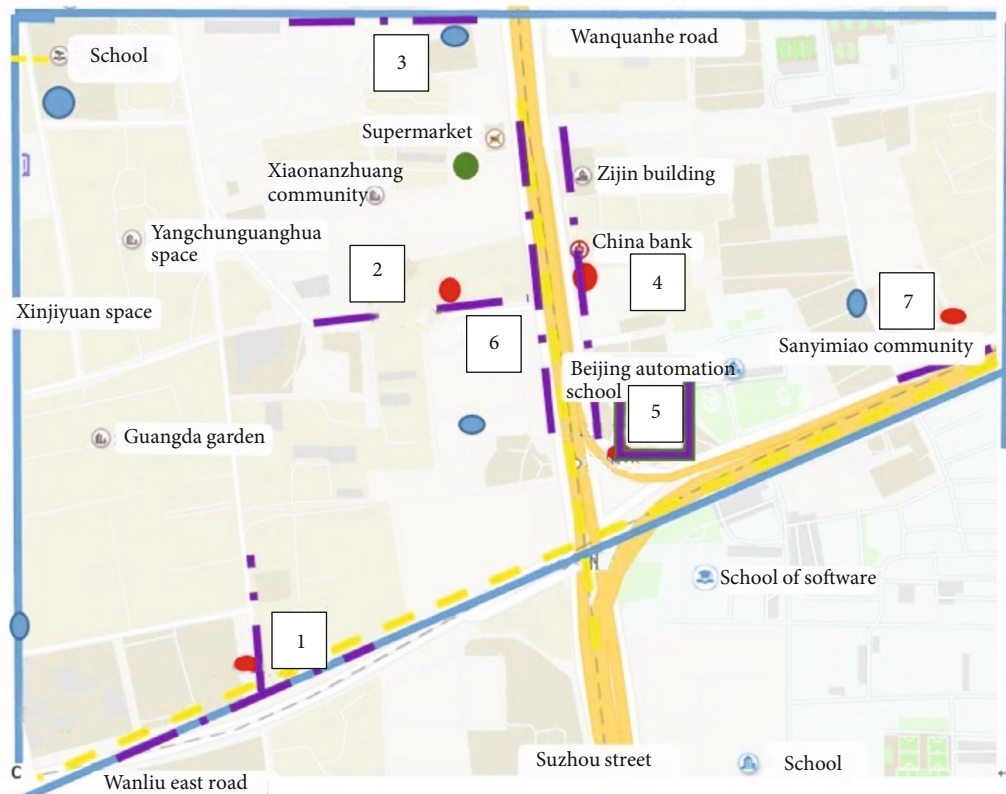 Wanquanhe road
School
3
Supermarket
Xiaonanzhuang
community
Zijin building
Yangchunguanghua
space
China bank
2
4
7
Xinjiyuan space
6
Sanyimiao community
Beijing automation
school
5
Guangda garden
School of software
1
Suzhou street
School
C
Wanliu east road